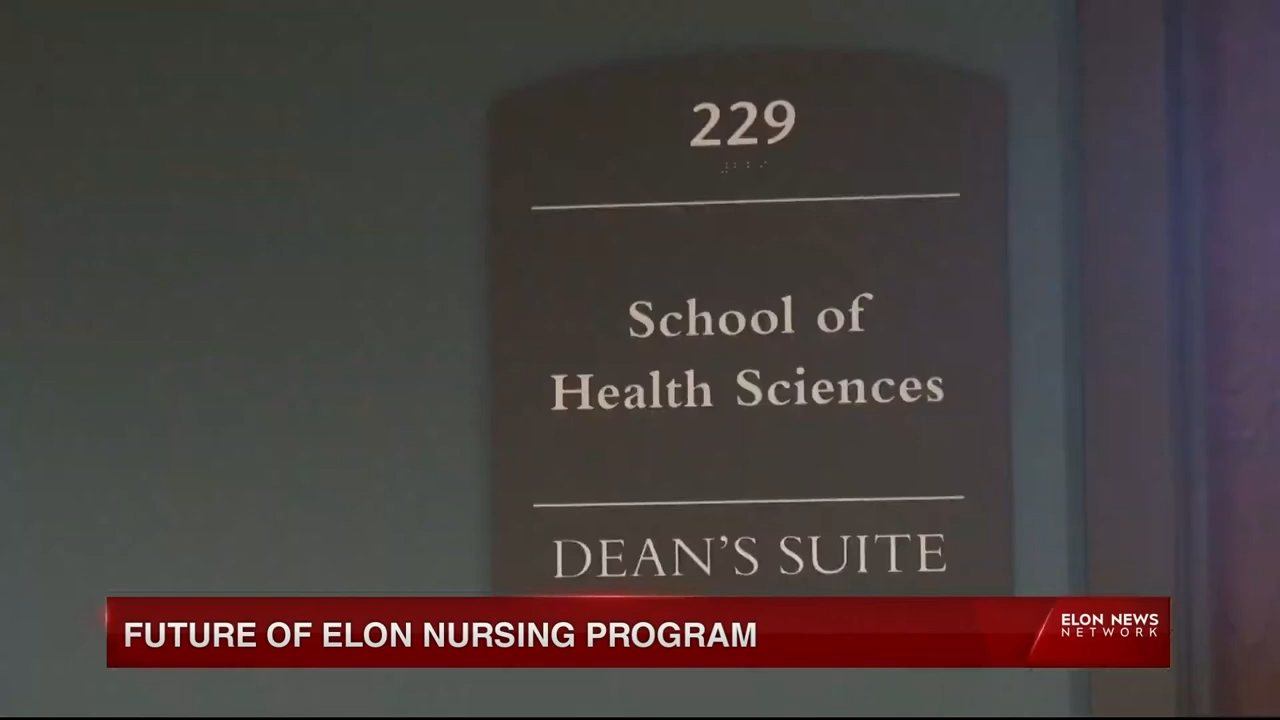 229
School of
Health Sciences
DEAN'S SUITE
FUTURE OF ELON NURSING PROGRAM
ELON NEWS
NETWORK